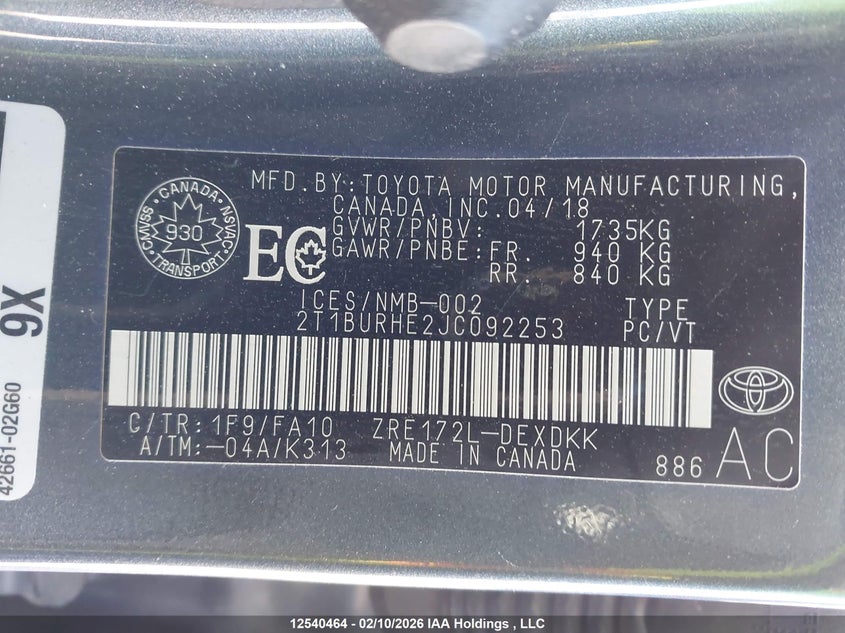 MFD.BY:TOYOTA MOTOR MANUFACTURING,
CANADA,INC.04/18
GVWR/PNBV: 1735KG
GAWR/PNBE:FR. 940 KG
RR. 840 KG
CANADA
CMVSS
930
NSVAC
TRANSPORT
EC
ICES/NMB-002 TYPE
2T1BURHE2JC092253 PC/VT
C/TR:1F9/FA10 ZRE172L-DEXDKK
A/TM:-04A/K313 MADE IN CANADA
886 AC
9X
42661-02G60
12540464 - 02/10/2026 IAA Holdings , LLC